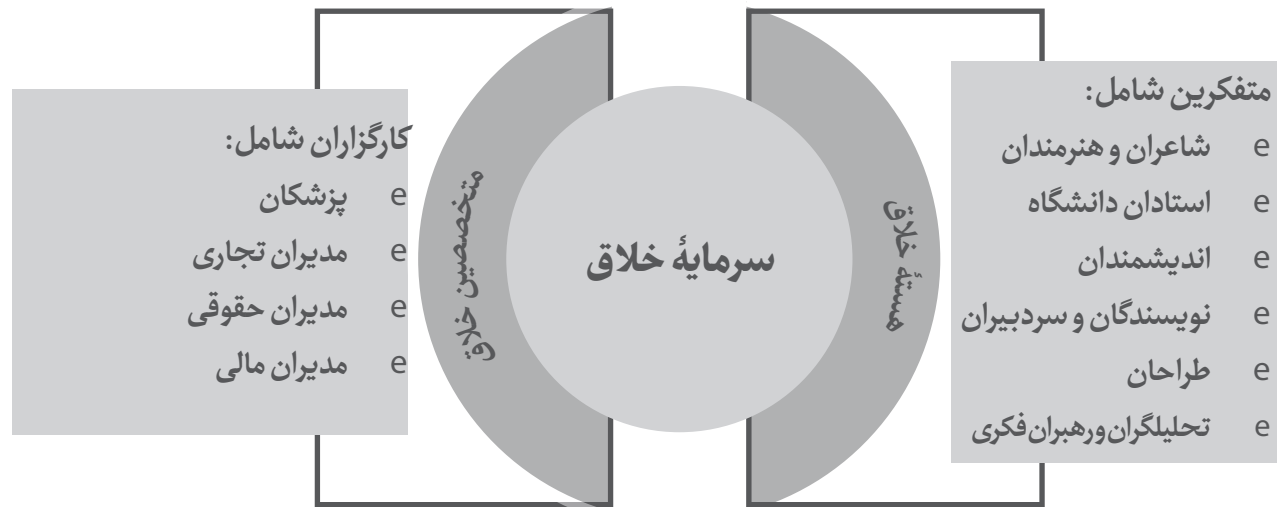 متفکرین شامل:
e شاعران و هنرمندان
e استادان دانشگاه
e اندیشمندان
e نویسندگان و سردبیران
e طراحان
e تحلیلگران‌ورهبران‌فکری
هستهٔ خلاق
سرمایهٔ خلاق
متخصصین خلاق
کارگزاران شامل:
e پزشکان
e مدیران تجاری
e مدیران حقوقی
e مدیران مالی